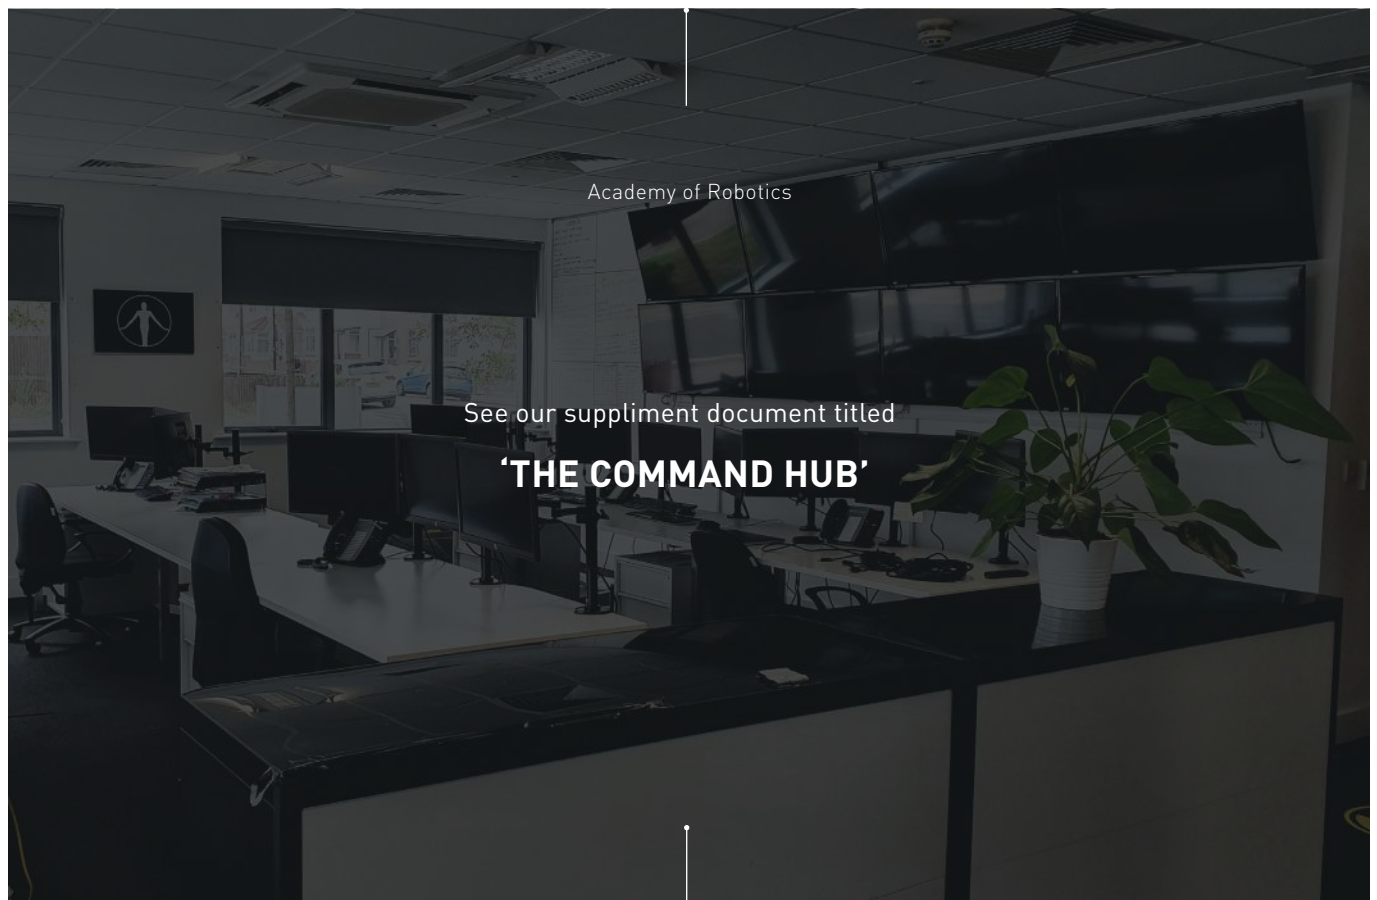 Academy of Robotics
See our suppliment document titled
‘THE COMMAND HUB’